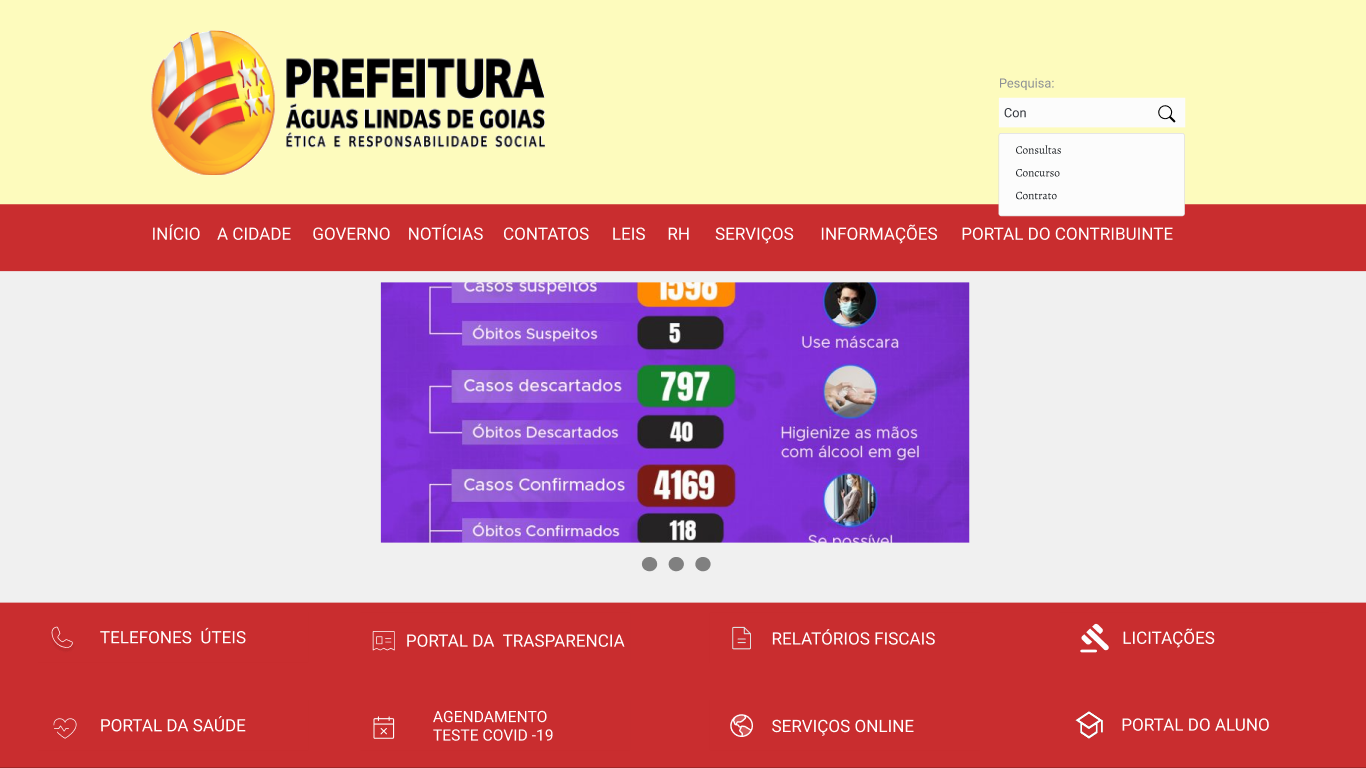 PREFEITURA
ÁGUAS LINDAS DE GOIAS
ÉTICA E RESPONSABILIDADE SOCIAL
Pesquisa:
Con
Consultas
Concurso
Contrato
INÍCIO A CIDADE GOVERNO NOTÍCIAS CONTATOS LEIS RH SERVIÇOS INFORMAÇÕES PORTAL DO CONTRIBUINTE
Casos suspeitos 1598
Óbitos Suspeitos 5
Casos descartados 797
Óbitos Descartados 40
Casos Confirmados 4169
Óbitos Confirmados 118
Use máscara
Higienize as mãos
com álcool em gel
Se possível
TELEFONES ÚTEIS
PORTAL DA TRASPARENCIA
RELATÓRIOS FISCAIS
LICITAÇÕES
PORTAL DA SAÚDE
AGENDAMENTO
TESTE COVID -19
SERVIÇOS ONLINE
PORTAL DO ALUNO